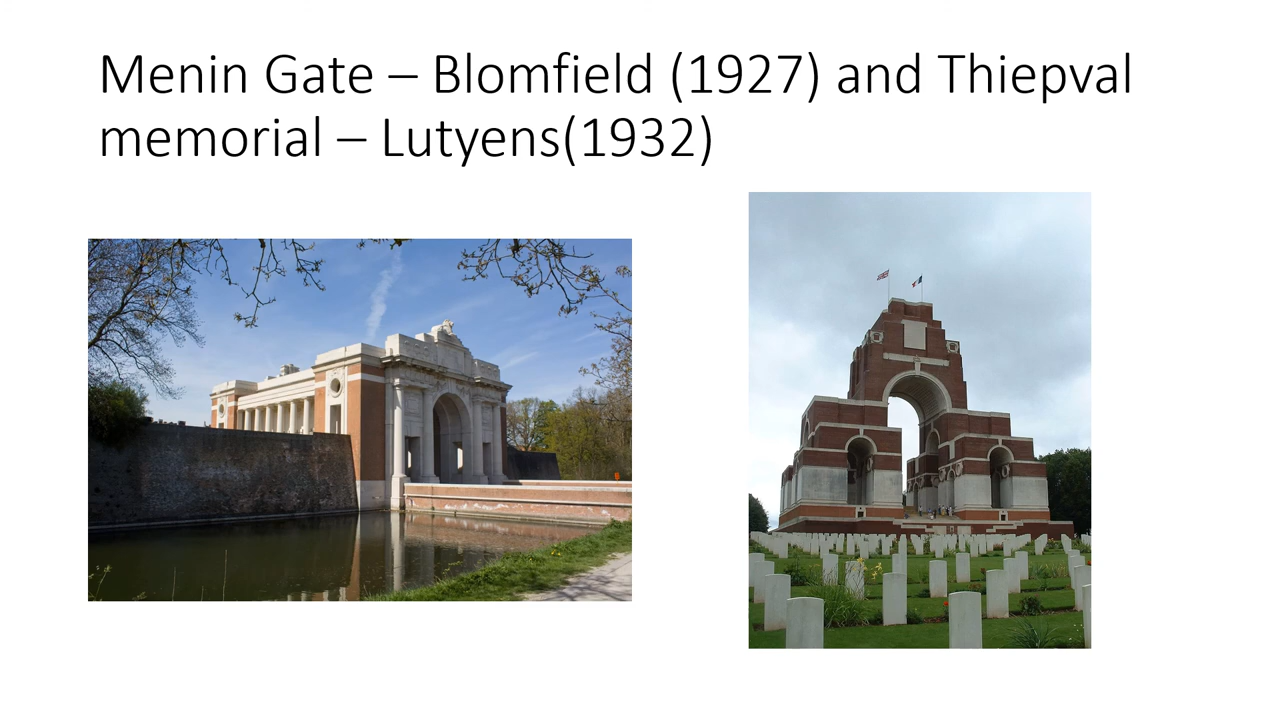 Menin Gate – Blomfield (1927) and Thiepval
memorial – Lutyens(1932)